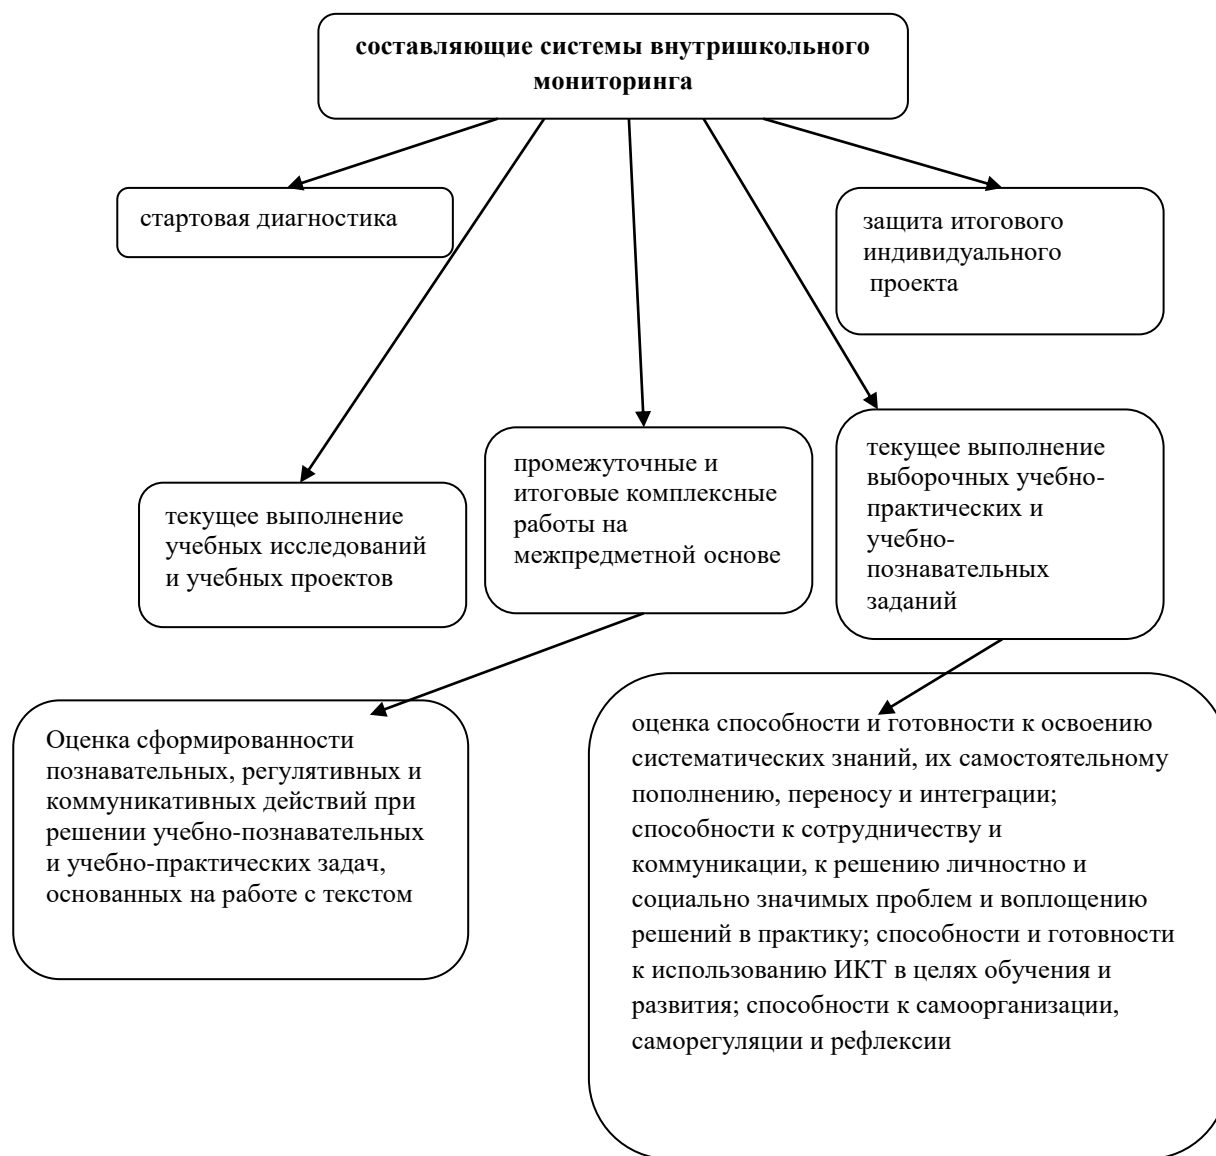 составляющие системы внутришкольного
мониторинга
стартовая диагностика
защита итогового
индивидуального
проекта
текущее выполнение
учебных исследований
и учебных проектов
промежуточные и
итоговые комплексные
работы на
межпредметной основе
текущее выполнение
выборочных учебно-
практических и
учебно-
познавательных
заданий
Оценка сформированности
познавательных, регулятивных и
коммуникативных действий при
решении учебно-познавательных
и учебно-практических задач,
основанных на работе с текстом
оценка способности и готовности к освоению
систематических знаний, их самостоятельному
пополнению, переносу и интеграции;
способности к сотрудничеству и
коммуникации, к решению личностно и
социально значимых проблем и воплощению
решений в практику; способности и готовности
к использованию ИКТ в целях обучения и
развития; способности к самоорганизации,
саморегуляции и рефлексии